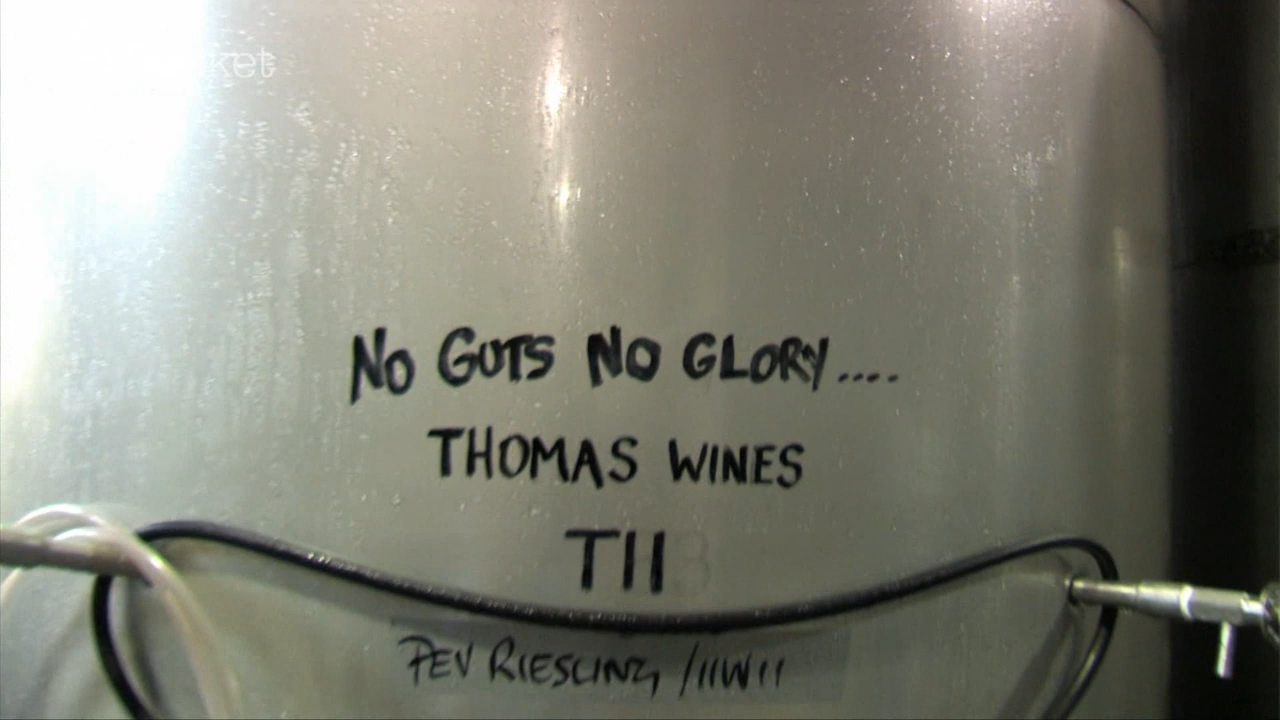 No GUTS No GLORY....
THOMAS WINES
T11
PEV RIESLING /11W11